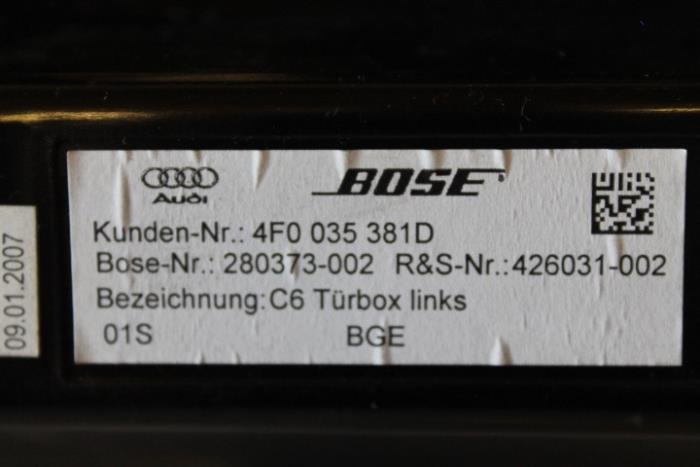 Audi
BOSE
Kunden-Nr.: 4F0 035 381D
Bose-Nr.: 280373-002 R&S-Nr.: 426031-002
Bezeichnung: C6 Türbox links
01S BGE
09.01.2007